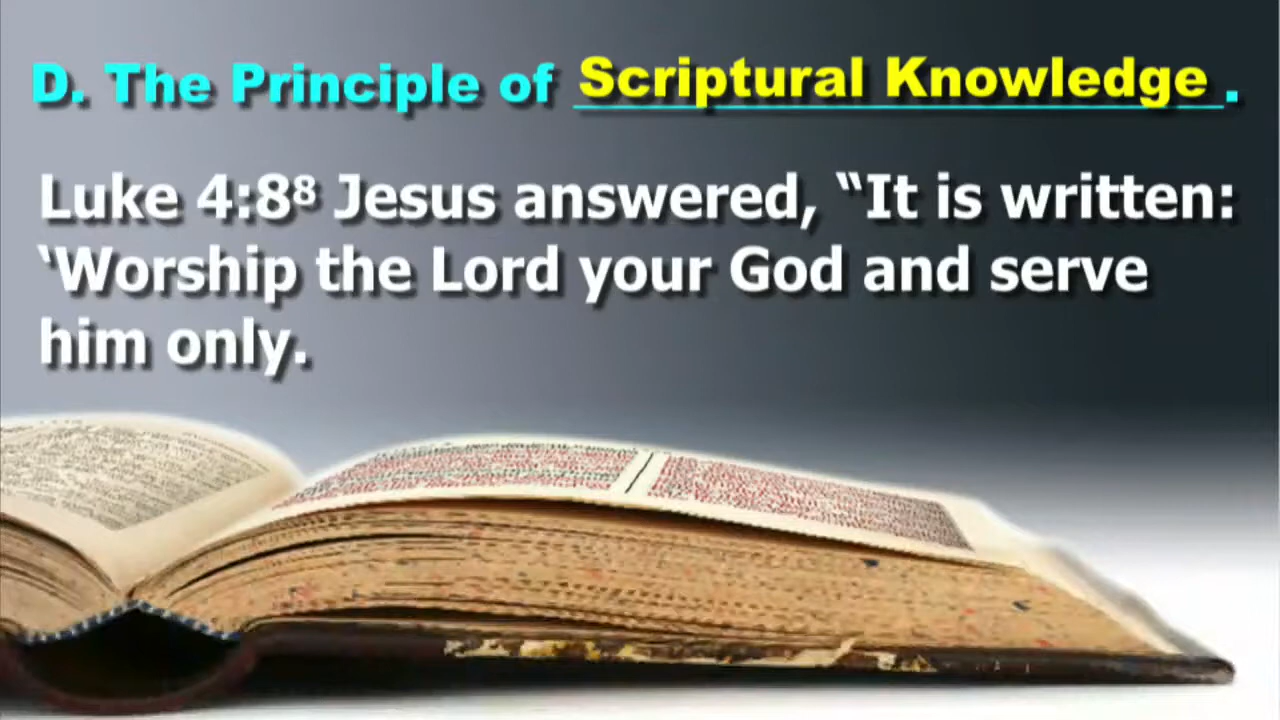 D. The Principle of Scriptural Knowledge.
Luke 4:8⁸ Jesus answered, “It is written:
‘Worship the Lord your God and serve
him only.